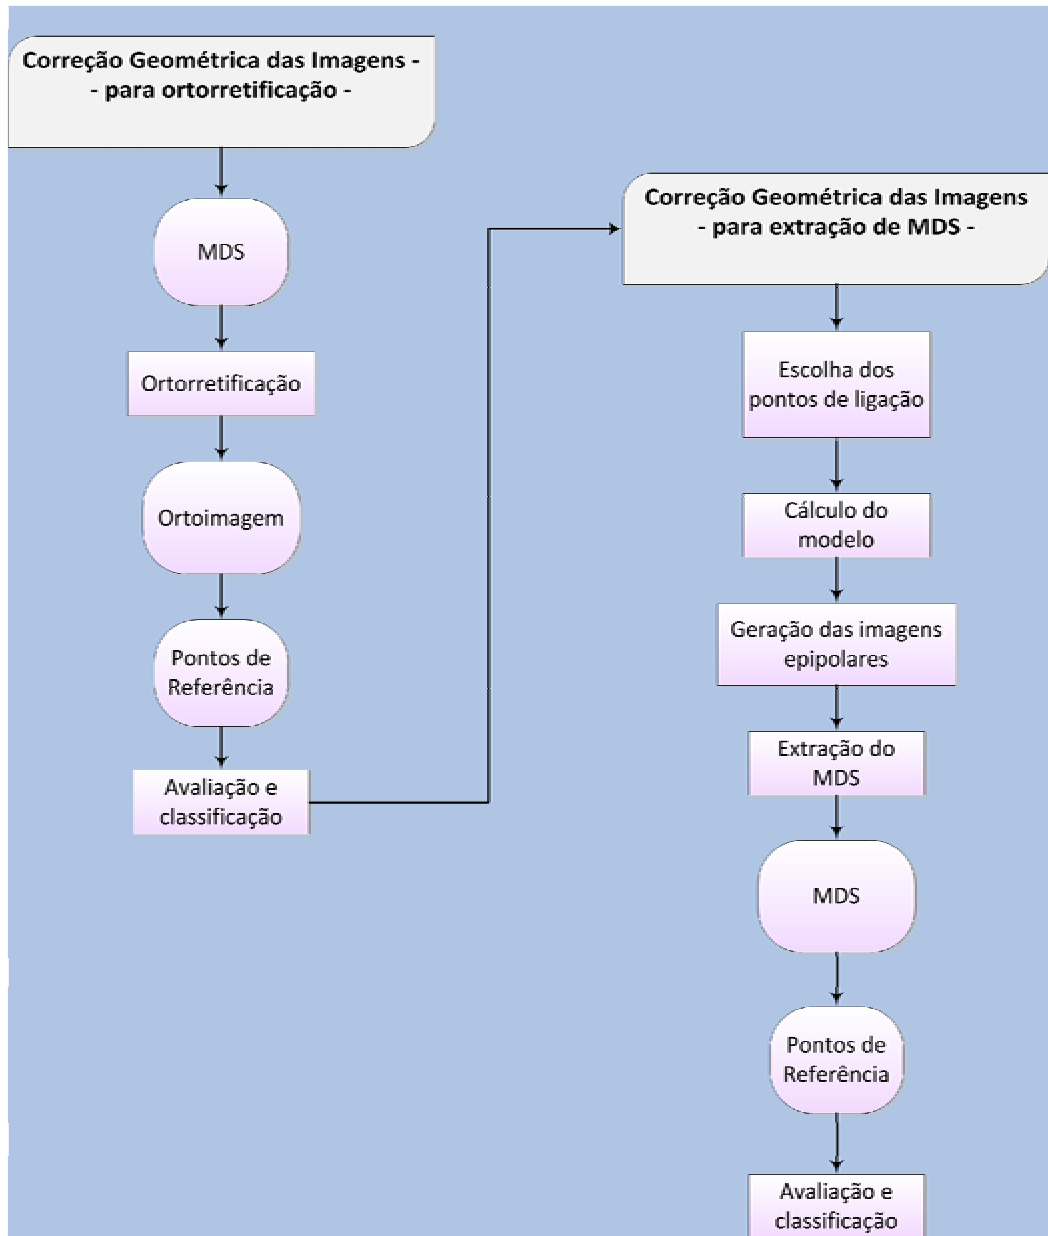 Correção Geométrica das Imagens -
- para ortorretificação -
MDS
Ortorretificação
Ortoimagem
Pontos de
Referência
Avaliação e
classificação
Correção Geométrica das Imagens
- para extração de MDS -
Escolha dos
pontos de ligação
Cálculo do
modelo
Geração das imagens
epipolares
Extração do
MDS
MDS
Pontos de
Referência
Avaliação e
classificação